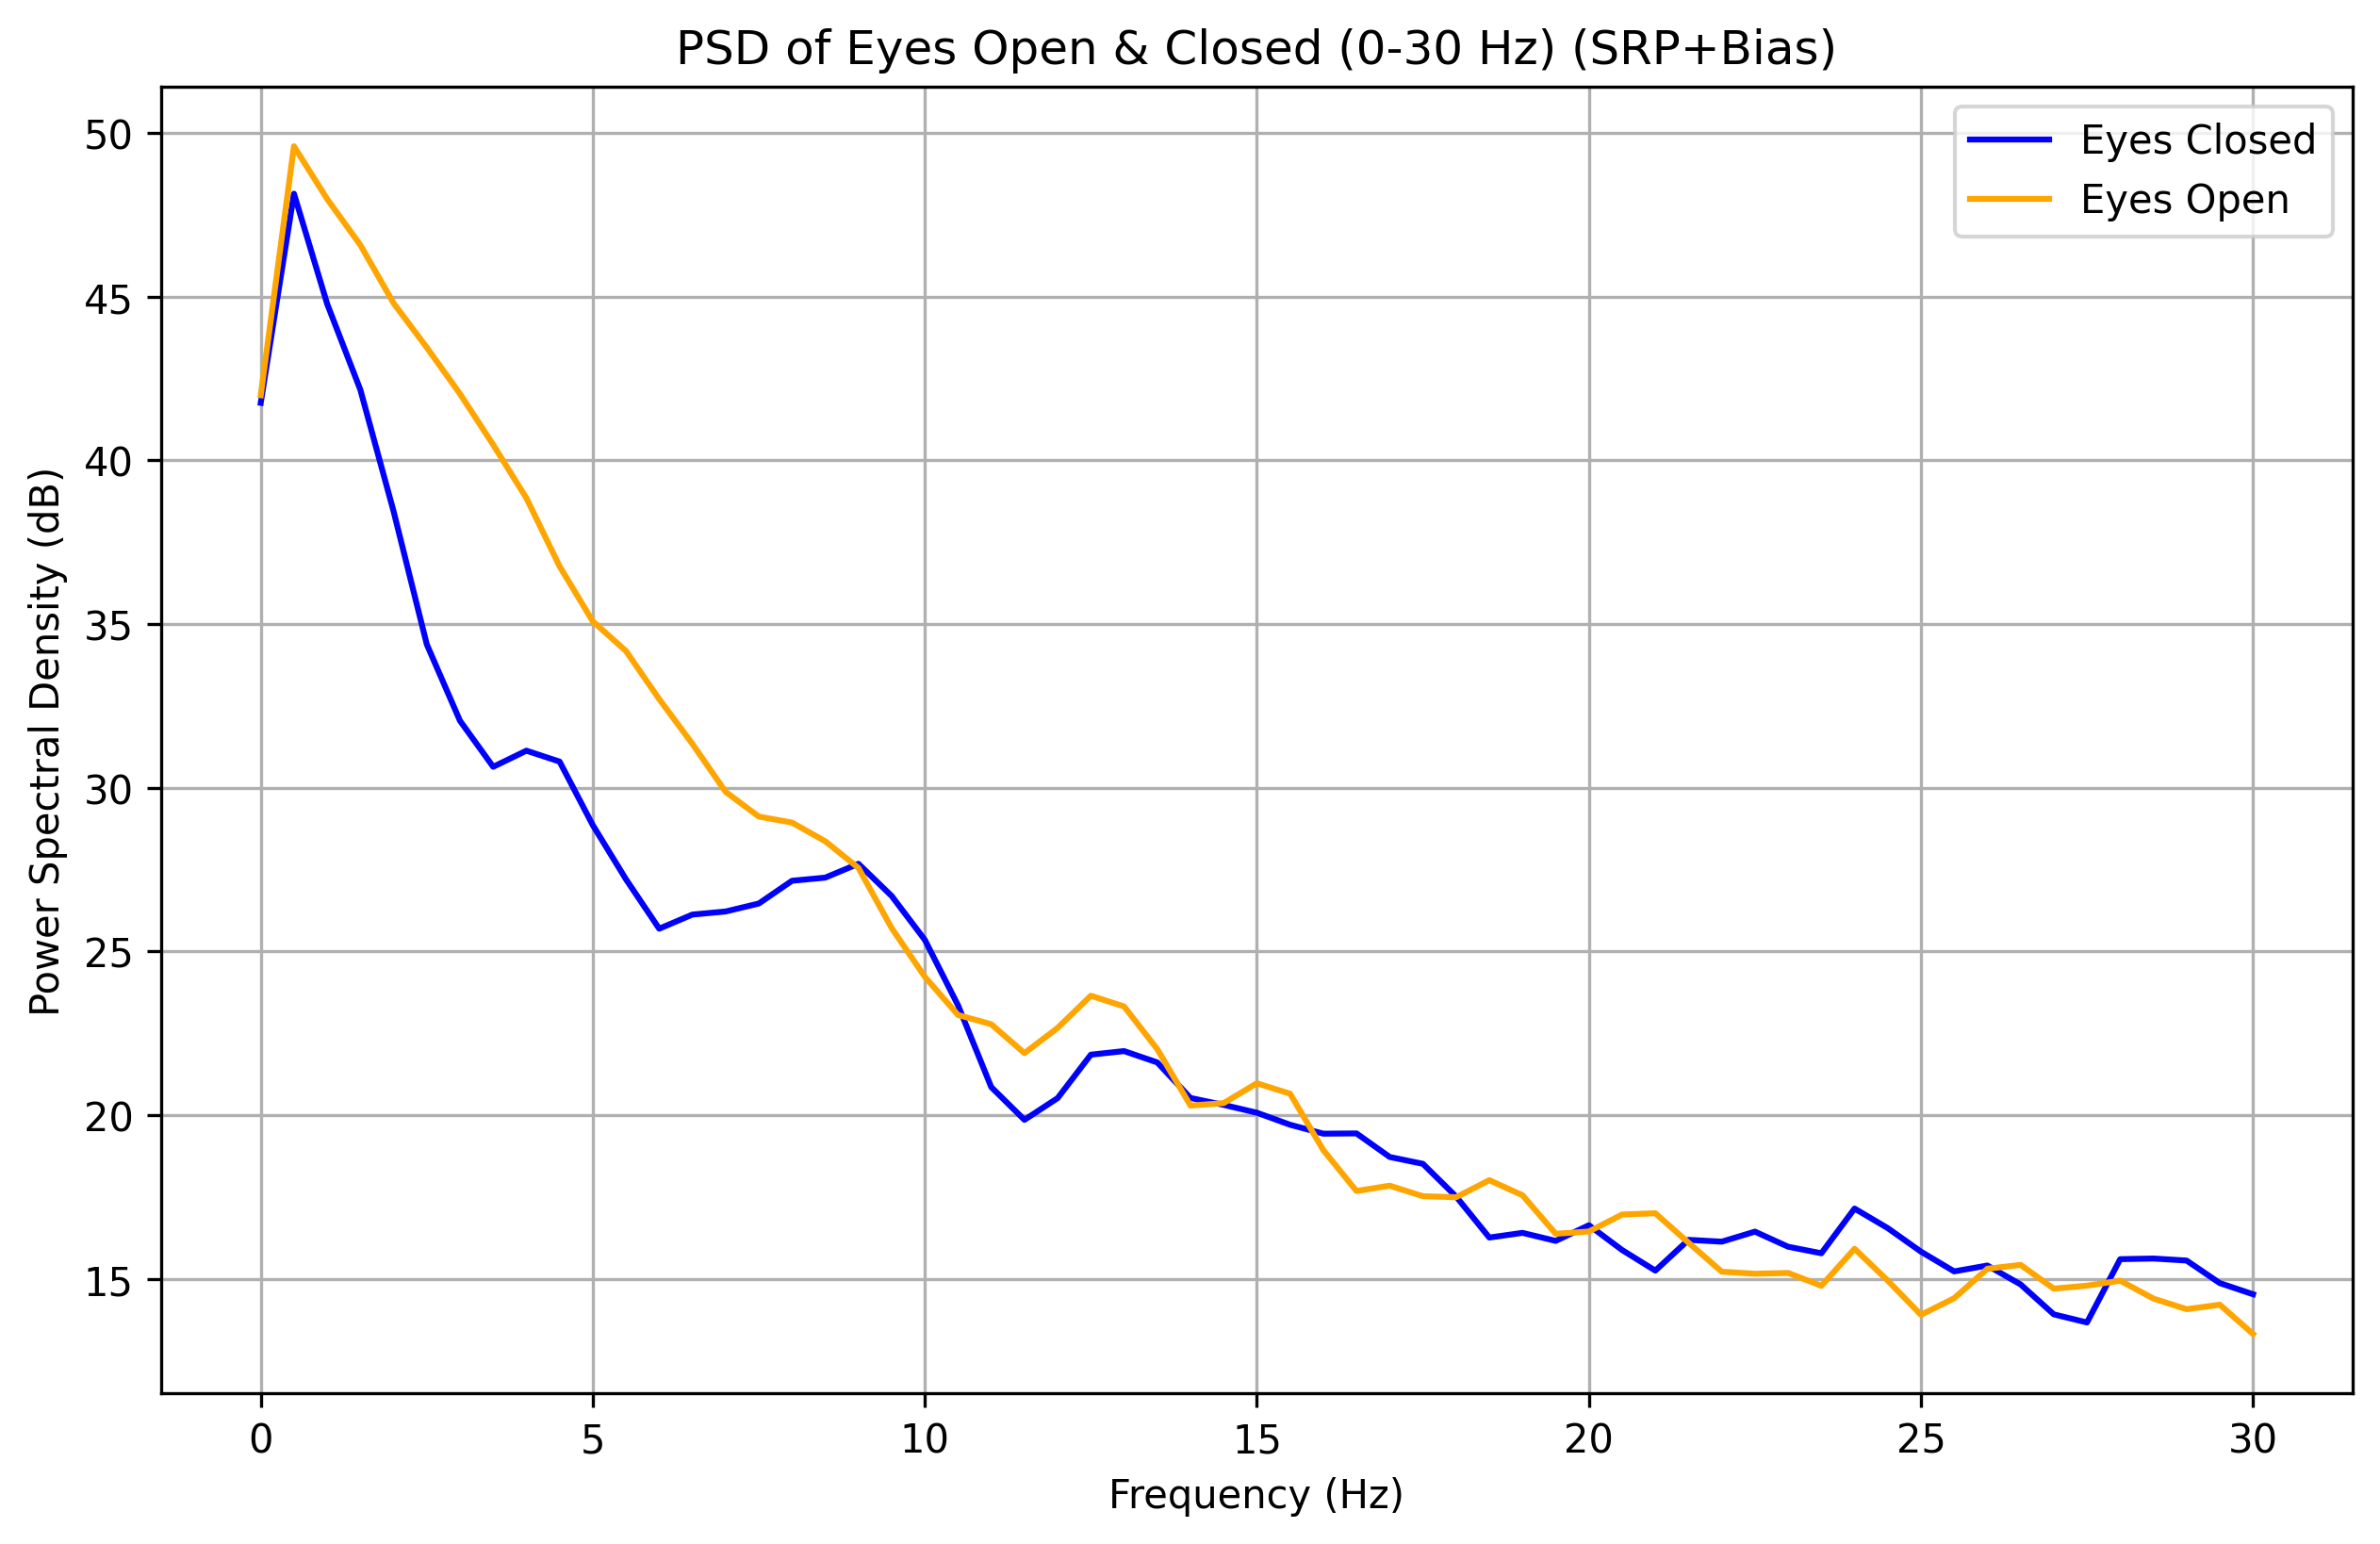 PSD of Eyes Open & Closed (0-30 Hz) (SRP+Bias)
Eyes Closed
Eyes Open
Power Spectral Density (dB)
50
45
40
35
30
25
20
15
0 5 10 15 20 25 30
Frequency (Hz)